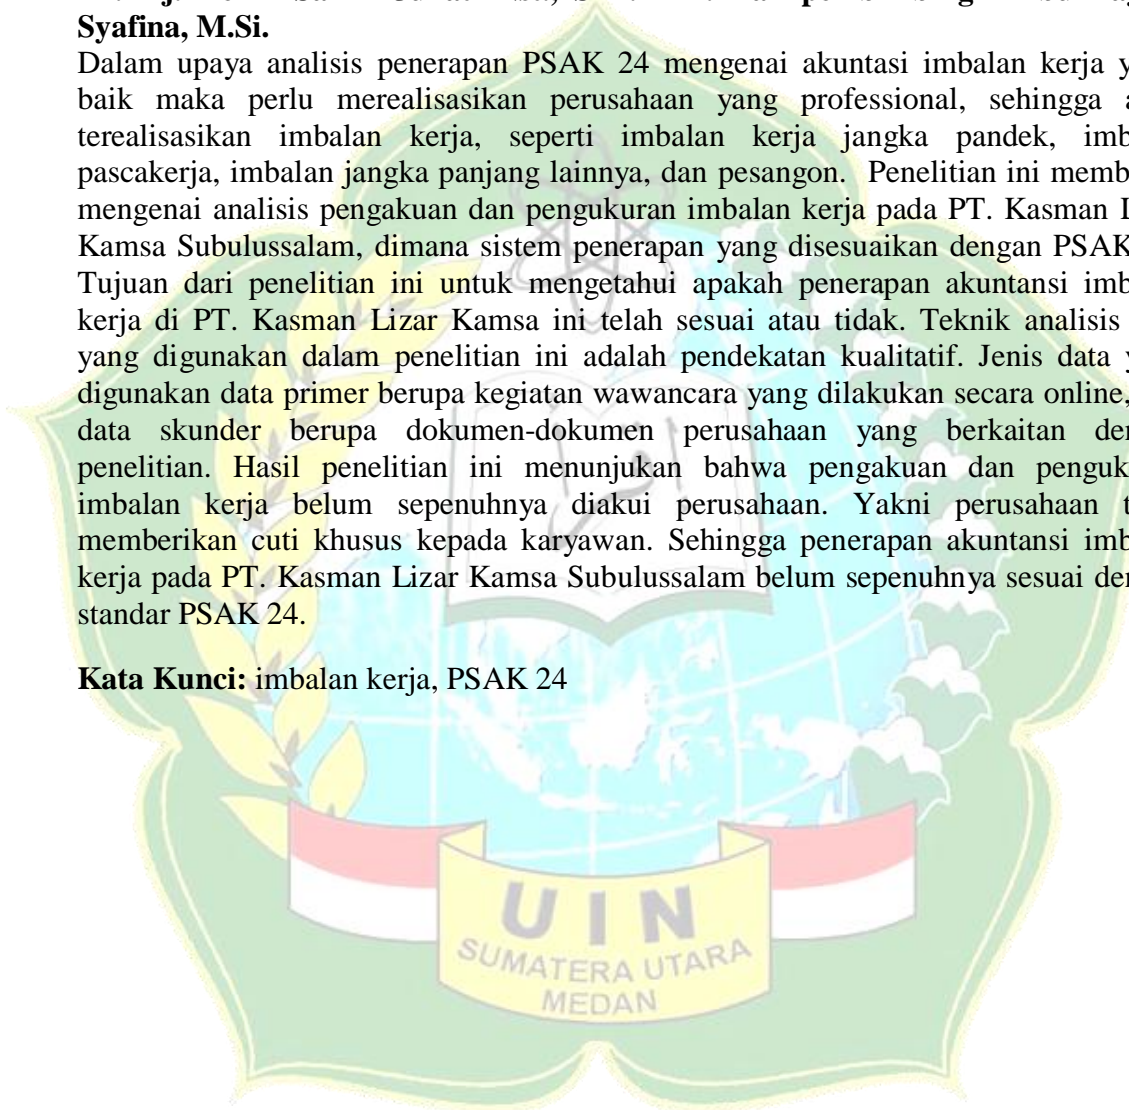 Syafina, M.Si.
Dalam upaya analisis penerapan PSAK 24 mengenai akuntasi imbalan kerja
baik maka perlu merealisasikan perusahaan yang professional, sehingga
terealisasikan imbalan kerja, seperti imbalan kerja jangka pandek,
pascakerja, imbalan jangka panjang lainnya, dan pesangon. Penelitian ini
mengenai analisis pengakuan dan pengukuran imbalan kerja pada PT. Kasman
Kamsa Subulussalam, dimana sistem penerapan yang disesuaikan dengan PSAK
Tujuan dari penelitian ini untuk mengetahui apakah penerapan akuntansi
kerja di PT. Kasman Lizar Kamsa ini telah sesuai atau tidak. Teknik analisis
yang digunakan dalam penelitian ini adalah pendekatan kualitatif. Jenis data
digunakan data primer berupa kegiatan wawancara yang dilakukan secara online,
data skunder berupa dokumen-dokumen perusahaan yang berkaitan
penelitian. Hasil penelitian ini menunjukan bahwa pengakuan dan
imbalan kerja belum sepenuhnya diakui perusahaan. Yakni perusahaan
memberikan cuti khusus kepada karyawan. Sehingga penerapan akuntansi
kerja pada PT. Kasman Lizar Kamsa Subulussalam belum sepenuhnya sesuai
standar PSAK 24.
Kata Kunci: imbalan kerja, PSAK 24
UIN
SUMATERA UTARA
MEDAN